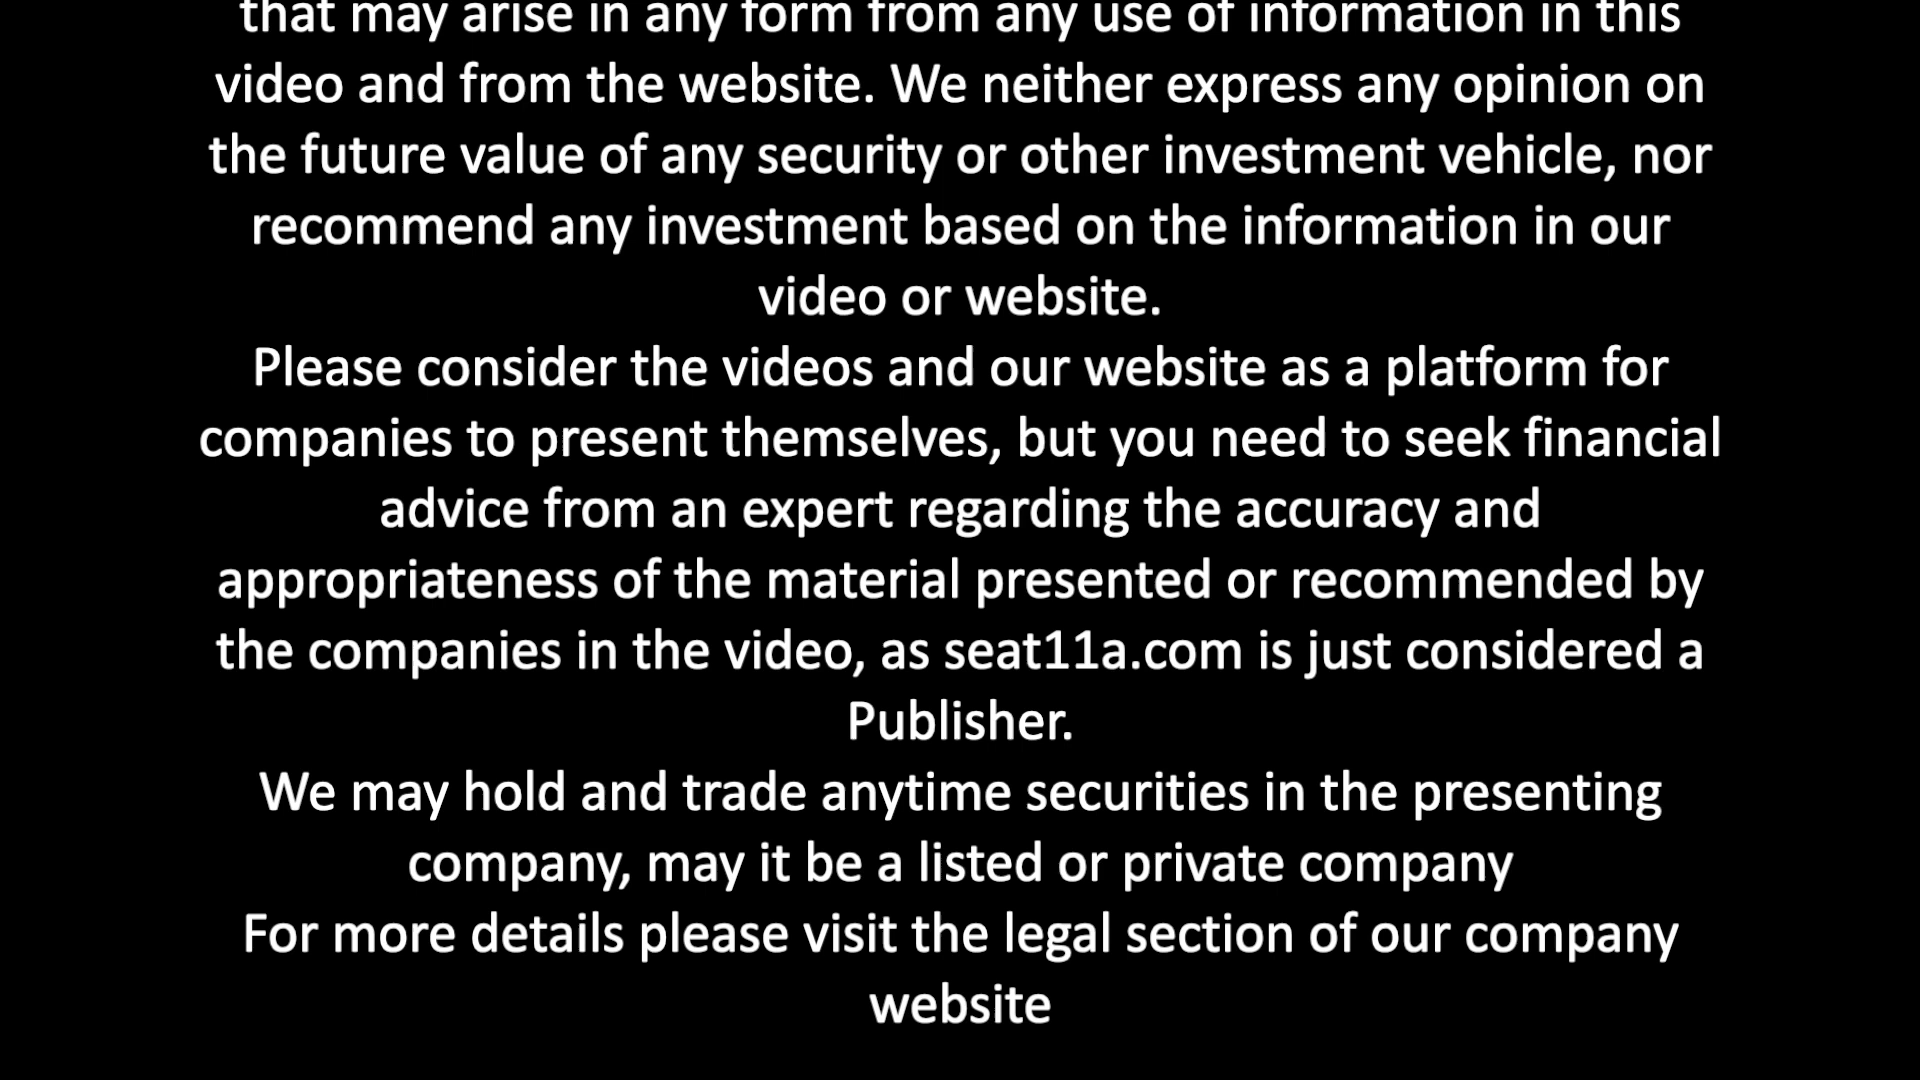 that may arise in any form from any use of information in this
video and from the website. We neither express any opinion on
the future value of any security or other investment vehicle, nor
recommend any investment based on the information in our
video or website.
Please consider the videos and our website as a platform for
companies to present themselves, but you need to seek financial
advice from an expert regarding the accuracy and
appropriateness of the material presented or recommended by
the companies in the video, as seat11a.com is just considered a
Publisher.
We may hold and trade anytime securities in the presenting
company, may it be a listed or private company
For more details please visit the legal section of our company
website